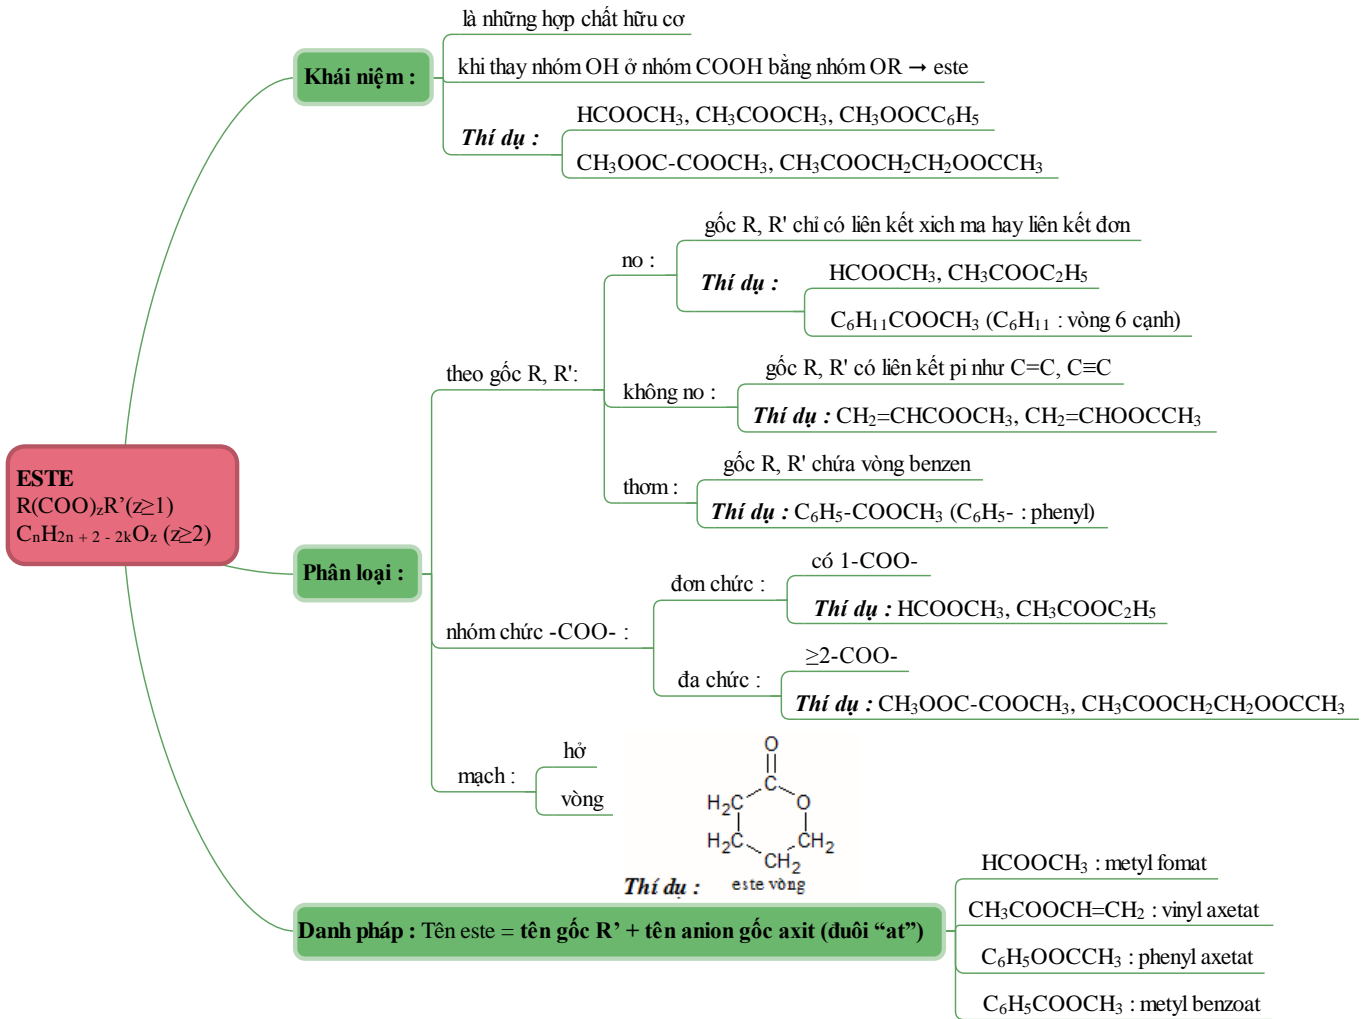 ESTE
R(COO)zR’(z≥1)
CnH2n + 2 - 2kOz (z≥2)
Khái niệm :
là những hợp chất hữu cơ
khi thay nhóm OH ở nhóm COOH bằng nhóm OR → este
Thí dụ :
HCOOCH3, CH3COOCH3, CH3OOCC6H5
CH3OOC-COOCH3, CH3COOCH2CH2OOCCH3
Phân loại :
theo gốc R, R':
no :
gốc R, R' chỉ có liên kết xich ma hay liên kết đơn
Thí dụ :
HCOOCH3, CH3COOC2H5
C6H11COOCH3 (C6H11 : vòng 6 cạnh)
không no :
gốc R, R' có liên kết pi như C=C, C≡C
Thí dụ : CH2=CHCOOCH3, CH2=CHOOCCH3
thơm :
gốc R, R' chứa vòng benzen
Thí dụ : C6H5-COOCH3 (C6H5- : phenyl)
nhóm chức -COO- :
đơn chức :
có 1-COO-
Thí dụ : HCOOCH3, CH3COOC2H5
đa chức :
≥2-COO-
Thí dụ : CH3OOC-COOCH3, CH3COOCH2CH2OOCCH3
mạch :
hở
vòng
Thí dụ :
O
C
H2C O
H2C CH2
CH2
este vòng
Danh pháp : Tên este = tên gốc R’ + tên anion gốc axit (đuôi “at”)
HCOOCH3 : metyl fomat
CH3COOCH=CH2 : vinyl axetat
C6H5OOCCH3 : phenyl axetat
C6H5COOCH3 : metyl benzoat